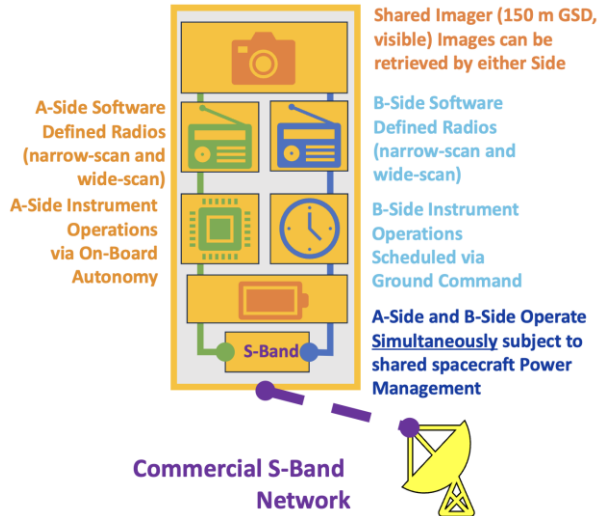 Shared Imager (150 m GSD,
visible) Images can be
retrieved by either Side
A-Side Software
Defined Radios
(narrow-scan and
wide-scan)
B-Side Software
Defined Radios
(narrow-scan and
wide-scan)
A-Side Instrument
Operations
via On-Board
Autonomy
B-Side Instrument
Operations
Scheduled via
Ground Command
A-Side and B-Side Operate
Simultaneously subject to
shared spacecraft Power
Management
S-Band
Commercial S-Band
Network